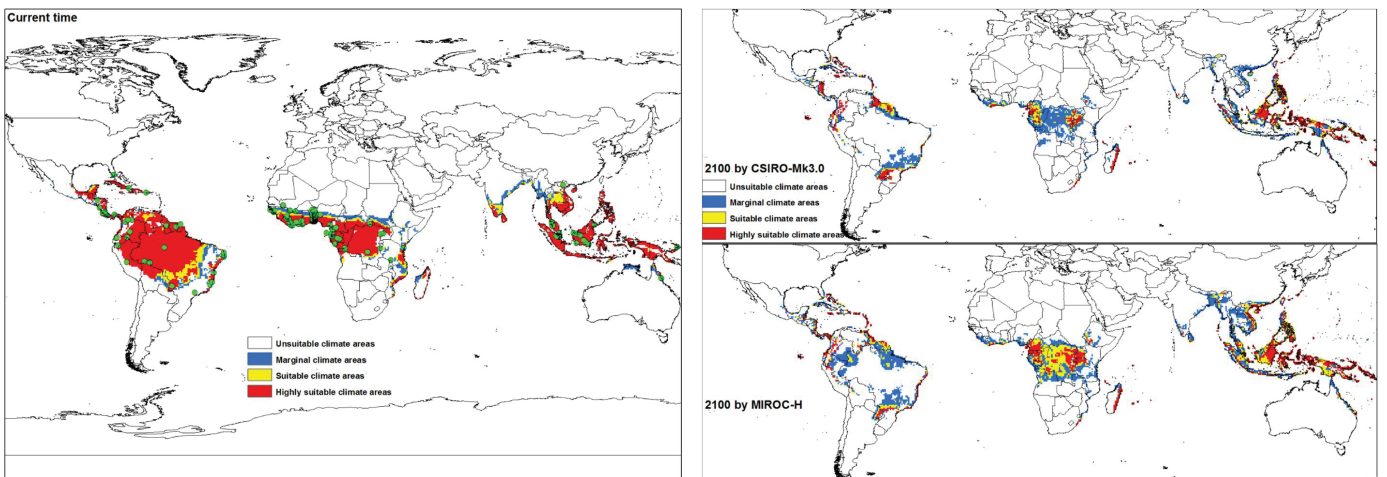 Current time
Unsuitable climate areas
Marginal climate areas
Suitable climate areas
Highly suitable climate areas
2100 by CSIRO-Mk3.0
Unsuitable climate areas
Marginal climate areas
Suitable climate areas
Highly suitable climate areas
2100 by MIROC-H